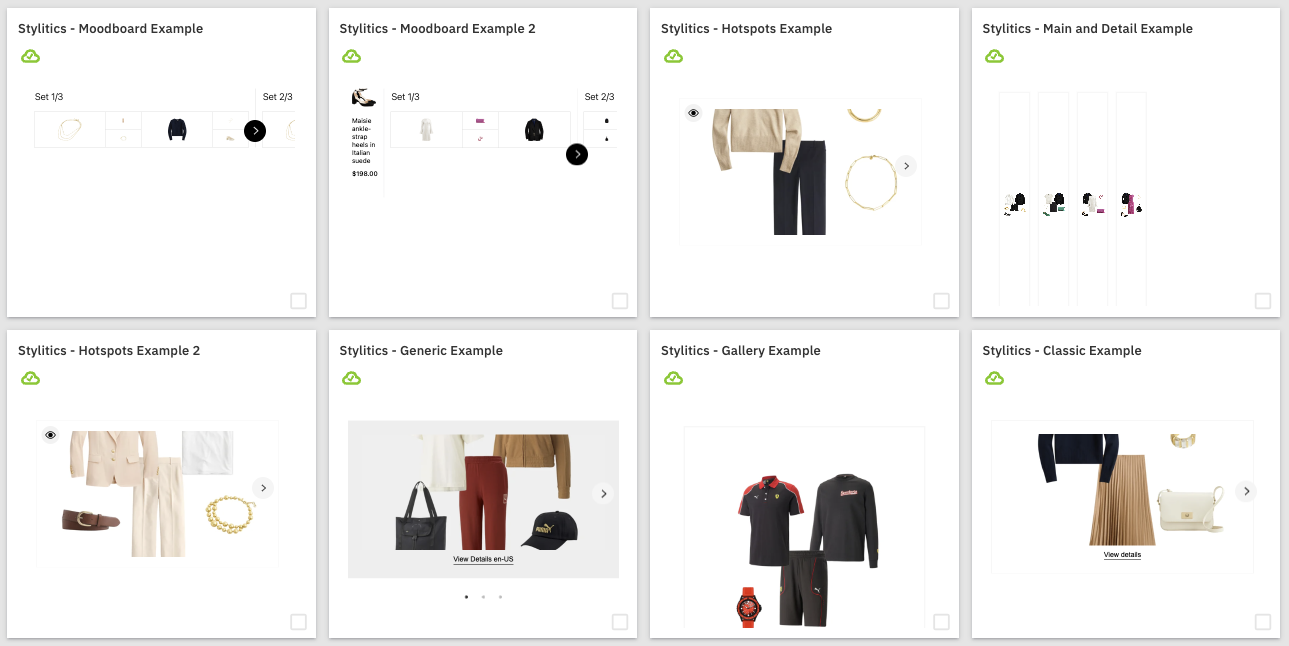 Stylitics - Moodboard Example
Set 1/3
Set 2/3
Stylitics - Moodboard Example 2
Maisie
ankle-
strap
heels in
Italian
suede
$198.00
Set 1/3
Set 2/3
Stylitics - Hotspots Example
Stylitics - Main and Detail Example
Stylitics - Hotspots Example 2
Stylitics - Generic Example
View Details en-US
Stylitics - Gallery Example
Stylitics - Classic Example
View details